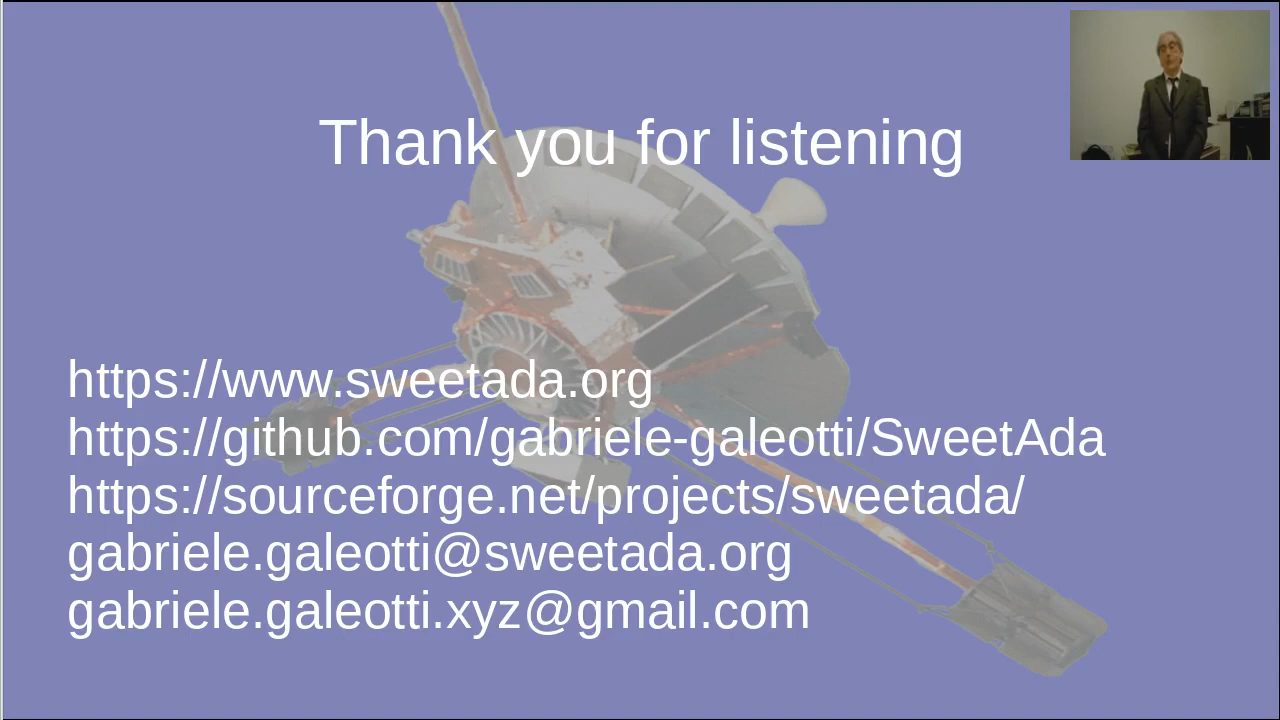 Thank you for listening
https://www.sweetada.org
https://github.com/gabriele-galeotti/SweetAda
https://sourceforge.net/projects/sweetada/
gabriele.galeotti@sweetada.org
gabriele.galeotti.xyz@gmail.com